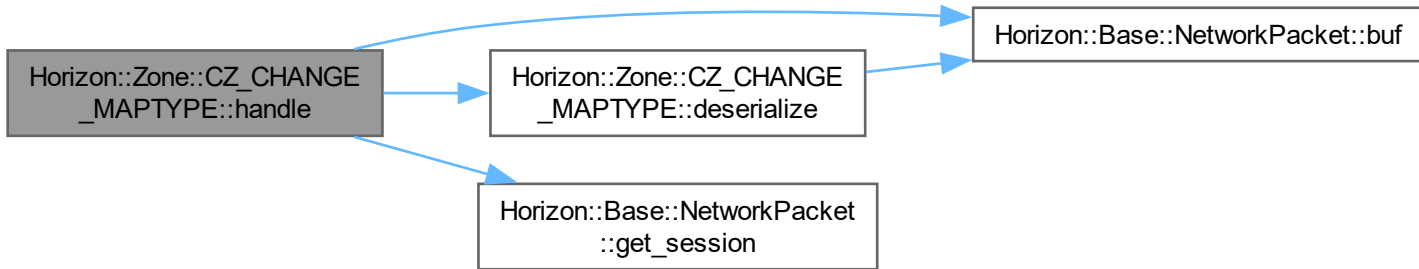 Horizon::Zone::CZ_CHANGE
_MAPTYPE::handle
Horizon::Zone::CZ_CHANGE
_MAPTYPE::deserialize
Horizon::Base::NetworkPacket::buf
Horizon::Base::NetworkPacket
::get_session